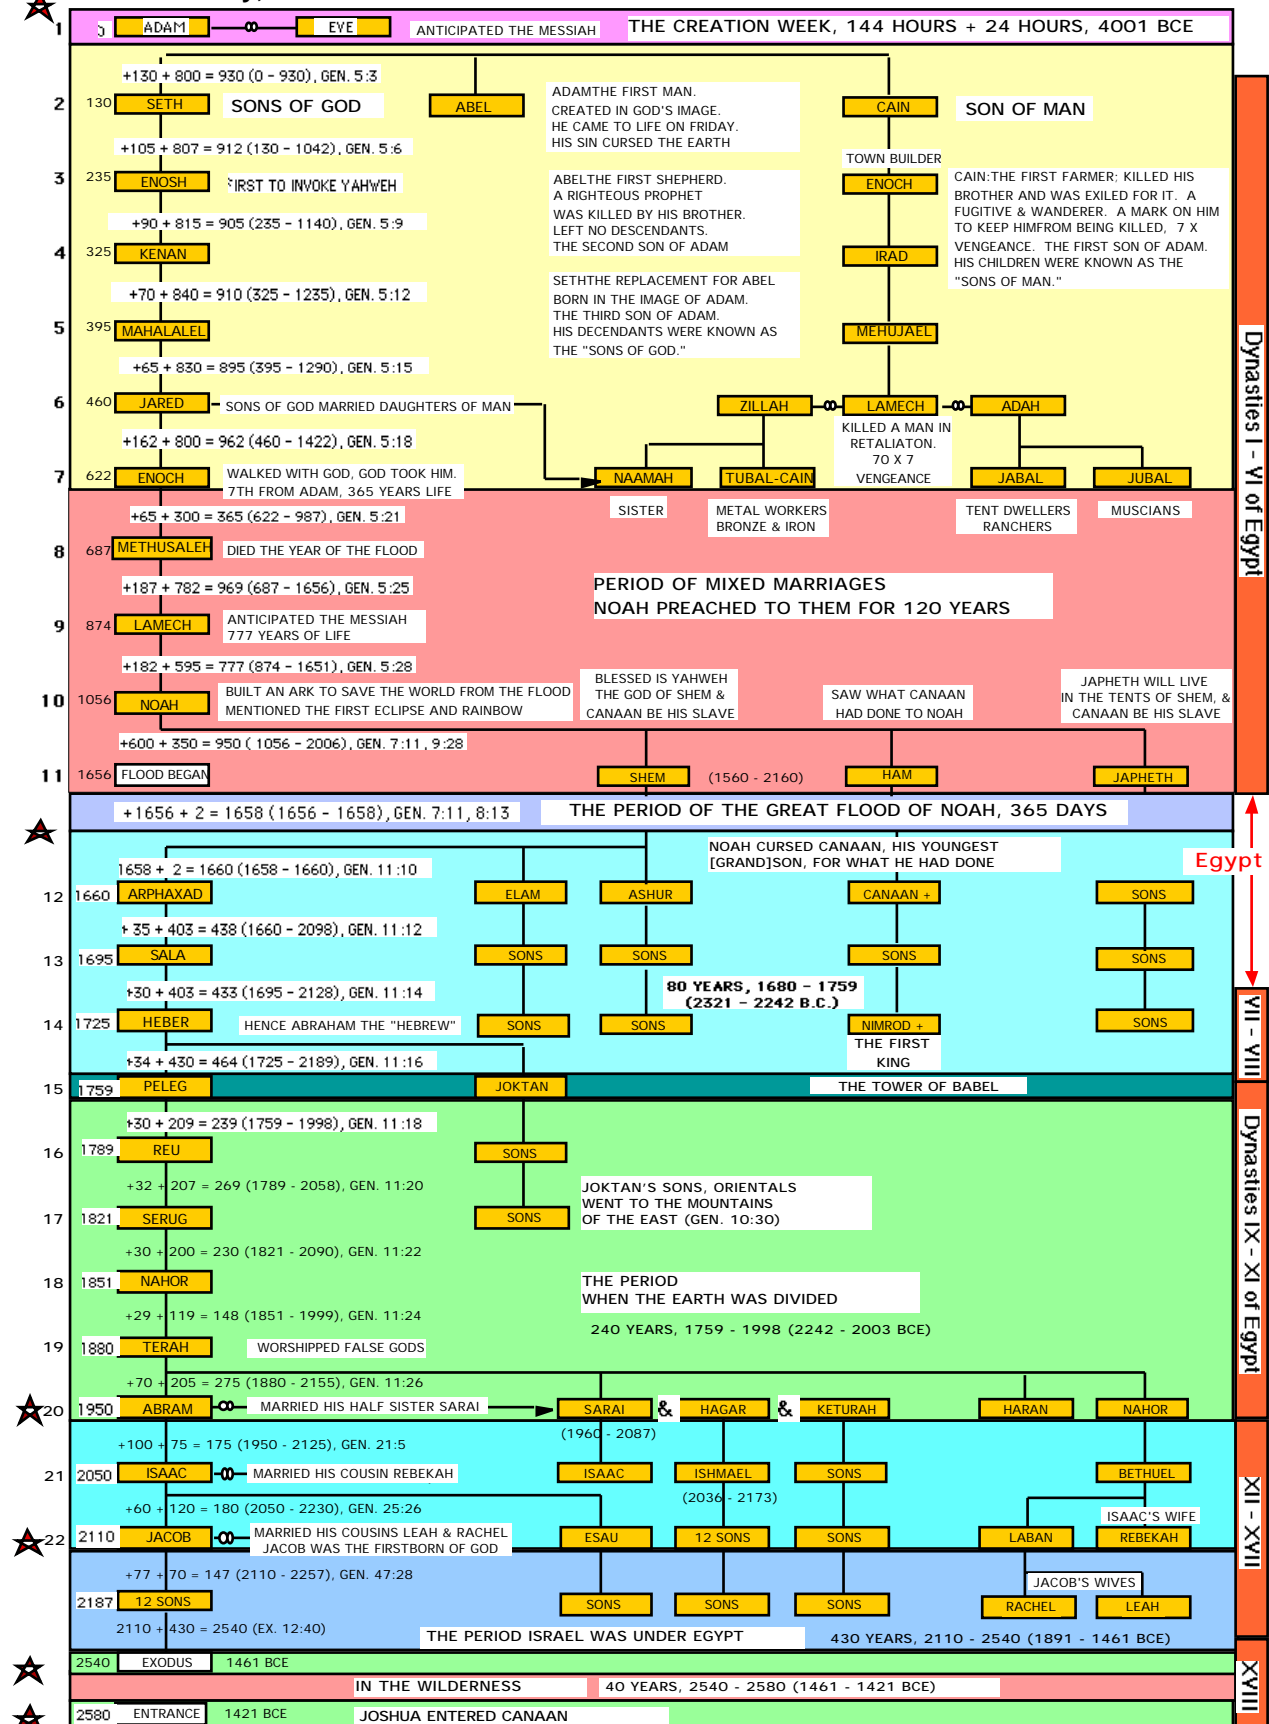 1 0 ADAM EVE ANTICIPATED THE MESSIAH THE CREATION WEEK, 144 HOURS + 24 HOURS, 4001 BCE
+130 + 800 = 930 (0 - 930), GEN. 5:3
2 130 SETH SONS OF GOD ABEL CAIN SON OF MAN
ADAMTHE FIRST MAN.
CREATED IN GOD'S IMAGE.
HE CAME TO LIFE ON FRIDAY.
HIS SIN CURSED THE EARTH
+105 + 807 = 912 (130 - 1042), GEN. 5:6
TOWN BUILDER
3 235 ENOSH FIRST TO INVOKE YAHWEH ENOCH
ABELTHE FIRST SHEPHERD.
A RIGHTEOUS PROPHET
WAS KILLED BY HIS BROTHER.
LEFT NO DESCENDANTS.
THE SECOND SON OF ADAM
CAIN:THE FIRST FARMER; KILLED HIS
BROTHER AND WAS EXILED FOR IT. A
FUGITIVE & WANDERER. A MARK ON HIM
TO KEEP HIMFROM BEING KILLED, 7 X
VENGEANCE. THE FIRST SON OF ADAM.
HIS CHILDREN WERE KNOWN AS THE
"SONS OF MAN."
+90 + 815 = 905 (235 - 1140), GEN. 5:9
4 325 KENAN IRAD
SETHTHE REPLACEMENT FOR ABEL
BORN IN THE IMAGE OF ADAM.
THE THIRD SON OF ADAM.
HIS DECENDANTS WERE KNOWN AS
THE "SONS OF GOD."
+70 + 840 = 910 (325 - 1235), GEN. 5:12
5 395 MAHALALEL MEHUJAEL
+65 + 830 = 895 (395 - 1290), GEN. 5:15
6 460 JARED SONS OF GOD MARRIED DAUGHTERS OF MAN ZILLAH LAMECH ADAH
KILLED A MAN IN
RETALIATON.
70 X 7
VENGEANCE
+162 + 800 = 962 (460 - 1422), GEN. 5:18
7 622 ENOCH WALKED WITH GOD, GOD TOOK HIM.
7TH FROM ADAM, 365 YEARS LIFE
NAAMAH TUBAL-CAIN JABAL JUBAL
SISTER METAL WORKERS
BRONZE & IRON
TENT DWELLERS
RANCHERS
MUSCIANS
+65 + 300 = 365 (622 - 987), GEN. 5:21
8 687 METHUSALEH DIED THE YEAR OF THE FLOOD
+187 + 782 = 969 (687 - 1656), GEN. 5:25
PERIOD OF MIXED MARRIAGES
NOAH PREACHED TO THEM FOR 120 YEARS
9 874 LAMECH ANTICIPATED THE MESSIAH
777 YEARS OF LIFE
+182 + 595 = 777 (874 - 1651), GEN. 5:28
10 1056 NOAH BUILT AN ARK TO SAVE THE WORLD FROM THE FLOOD
MENTIONED THE FIRST ECLIPSE AND RAINBOW
BLESSED IS YAHWEH
THE GOD OF SHEM &
CANAAN BE HIS SLAVE
SAW WHAT CANAAN
HAD DONE TO NOAH
JAPHETH WILL LIVE
IN THE TENTS OF SHEM, &
CANAAN BE HIS SLAVE
+600 + 350 = 950 ( 1056 - 2006), GEN. 7:11, 9:28
11 1656 FLOOD BEGAN SHEM (1560 - 2160) HAM JAPHETH
Dynasties I - VI of Egypt
+1656 + 2 = 1658 (1656 - 1658), GEN. 7:11, 8:13 THE PERIOD OF THE GREAT FLOOD OF NOAH, 365 DAYS
NOAH CURSED CANAAN, HIS YOUNGEST
[GRAND]SON, FOR WHAT HE HAD DONE
Egypt
1658 + 2 = 1660 (1658 - 1660), GEN. 11:10
12 1660 ARPHAXAD ELAM ASHUR CANAAN + SONS
+ 35 + 403 = 438 (1660 - 2098), GEN. 11:12
13 1695 SALA SONS SONS SONS SONS
80 YEARS, 1680 - 1759
(2321 - 2242 B.C.)
+30 + 403 = 433 (1695 - 2128), GEN. 11:14
14 1725 HEBER HENCE ABRAHAM THE "HEBREW" SONS SONS NIMROD + SONS
THE FIRST
KING
VII - VIII
+34 + 430 = 464 (1725 - 2189), GEN. 11:16
15 1759 PELEG JOKTAN THE TOWER OF BABEL
+30 + 209 = 239 (1759 - 1998), GEN. 11:18
16 1789 REU SONS
+32 + 207 = 269 (1789 - 2058), GEN. 11:20
JOKTAN'S SONS, ORIENTALS
WENT TO THE MOUNTAINS
OF THE EAST (GEN. 10:30)
17 1821 SERUG SONS
+30 + 200 = 230 (1821 - 2090), GEN. 11:22
18 1851 NAHOR THE PERIOD
WHEN THE EARTH WAS DIVIDED
240 YEARS, 1759 - 1998 (2242 - 2003 BCE)
+29 + 119 = 148 (1851 - 1999), GEN. 11:24
19 1880 TERAH WORSHIPPED FALSE GODS
+70 + 205 = 275 (1880 - 2155), GEN. 11:26
20 1950 ABRAM MARRIED HIS HALF SISTER SARAI SARAI & HAGAR & KETURAH HARAN NAHOR
(1960 - 2087)
Dynasties IX - XI of Egypt
+100 + 75 = 175 (1950 - 2125), GEN. 21:5
21 2050 ISAAC MARRIED HIS COUSIN REBEKAH ISAAC ISHMAEL SONS BETHUEL
(2036 - 2173)
+60 + 120 = 180 (2050 - 2230), GEN. 25:26
ISAAC'S WIFE
22 2110 JACOB MARRIED HIS COUSINS LEAH & RACHEL
JACOB WAS THE FIRSTBORN OF GOD
ESAU 12 SONS SONS LABAN REBEKAH
XII - XVII
+77 + 70 = 147 (2110 - 2257), GEN. 47:28
JACOB'S WIVES
2187 12 SONS SONS SONS SONS RACHEL LEAH
2110 + 430 = 2540 (EX. 12:40)
THE PERIOD ISRAEL WAS UNDER EGYPT 430 YEARS, 2110 - 2540 (1891 - 1461 BCE)
2540 EXODUS 1461 BCE
XVIII
IN THE WILDERNESS 40 YEARS, 2540 - 2580 (1461 - 1421 BCE)
2580 ENTRANCE 1421 BCE JOSHUA ENTERED CANAAN